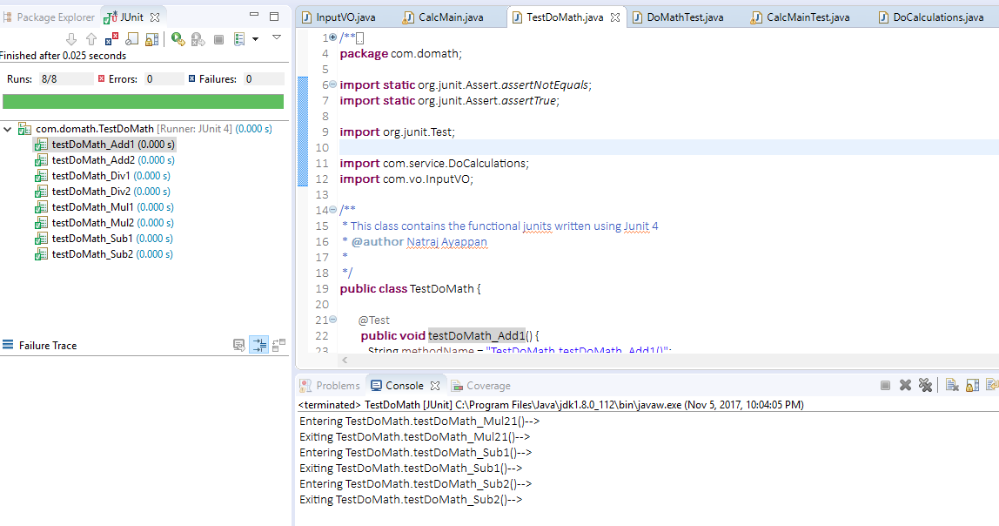 Package Explorer JUnit
Finished after 0.025 seconds
Runs: 8/8 Errors: 0 Failures: 0
com.domath.TestDoMath [Runner: JUnit 4] (0.000 s)
testDoMath_Add1 (0.000 s)
testDoMath_Add2 (0.000 s)
testDoMath_Div1 (0.000 s)
testDoMath_Div2 (0.000 s)
testDoMath_Mul1 (0.000 s)
testDoMath_Mul2 (0.000 s)
testDoMath_Sub1 (0.000 s)
testDoMath_Sub2 (0.000 s)
Failure Trace
InputVO.java CalcMain.java TestDoMath.java DoMathTest.java CalcMainTest.java DoCalculations.java
1 /**
4 package com.domath;
5
6 import static org.junit.Assert.assertNotEquals;
7 import static org.junit.Assert.assertTrue;
8
9 import org.junit.Test;
10
11 import com.service.DoCalculations;
12 import com.vo.InputVO;
13
14 /**
15 * This class contains the functional junits written using Junit 4
16 * @author Natraj Ayappan
17 *
18 */
19 public class TestDoMath {
20
21 @Test
22 public void testDoMath_Add1() {
23 String methodName = "TestDoMath.testDoMath_Add1()";
Problems Console Coverage
<terminated> TestDoMath [JUnit] C:\Program Files\Java\jdk1.8.0_112\bin\javaw.exe (Nov 5, 2017, 10:04:05 PM)
Entering TestDoMath.testDoMath_Mul21()-->
Exiting TestDoMath.testDoMath_Mul21()-->
Entering TestDoMath.testDoMath_Sub1()-->
Exiting TestDoMath.testDoMath_Sub1()-->
Entering TestDoMath.testDoMath_Sub2()-->
Exiting TestDoMath.testDoMath_Sub2()-->